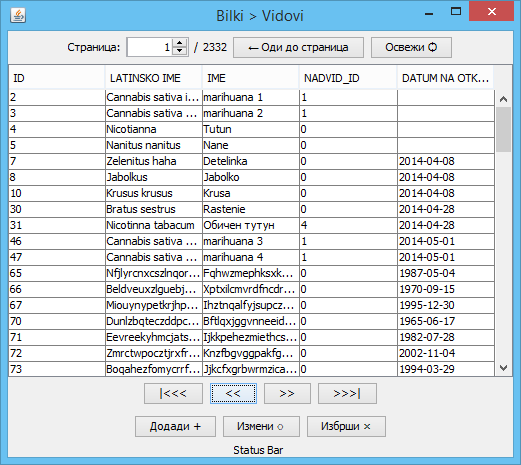 Bilki > Vidovi
Страница: 1 / 2332 ← Оди до страница Освежи
ID LATINSKO IME IME NADVID_ID DATUM NA OTK...
2 Cannabis sativa i... marihuana 1 1
3 Cannabis sativa ... marihuana 2 1
4 Nicotianna Tutun 0
5 Nanitus nanitus Nane 0
7 Zelenitus haha Detelinka 0 2014-04-08
8 Jabolkus Jabolko 0 2014-04-08
10 Krusus krusus Krusa 0 2014-04-08
30 Bratus sestrus Rastenie 0 2014-04-28
31 Nicotinna tabacum Обичен тутун 4 2014-04-28
46 Cannabis sativa ... marihuana 3 1 2014-05-01
47 Cannabis sativa ... marihuana 4 1 2014-05-01
65 Nfjlyrcnxcszlnqor... Fqhwzmephksxk... 0 1987-05-04
66 Beldveuxzlguebj... Xptxilcmvrdfncdr... 0 1970-09-15
67 Miouynypetkrjhp... Ihztnqalfyjsupcz... 0 1995-12-30
70 Dunlzbqteczddpc... Bftlqxjggvnneeid... 0 1965-06-17
71 Eevreekyhmcjats... Ijkkpehezmiethcs... 0 1982-07-28
72 Zmrctwpocztjrxfr... Knzfbgvggpakfg... 0 2002-11-04
73 Boqahezfomycrrf... Jjkcfxgrbwrmzica... 0 1994-03-29
|<<< << >> >>>|
Додади + Измени ○ Избрши ×
Status Bar